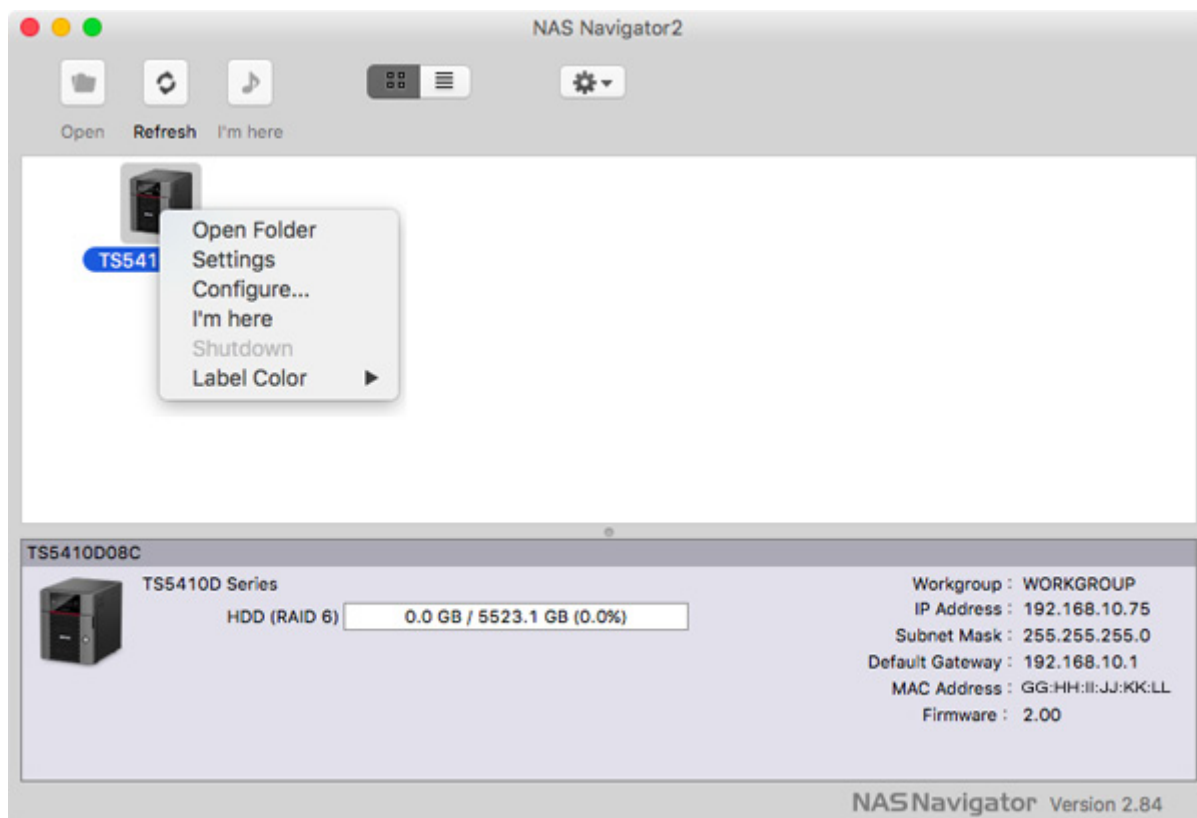 NAS Navigator2
Open Refresh I'm here
TS541
Open Folder
Settings
Configure...
I'm here
Shutdown
Label Color
TS5410D08C
TS5410D Series
HDD (RAID 6) 0.0 GB / 5523.1 GB (0.0%)
Workgroup : WORKGROUP
IP Address : 192.168.10.75
Subnet Mask : 255.255.255.0
Default Gateway : 192.168.10.1
MAC Address : GG:HH:II:JJ:KK:LL
Firmware : 2.00
NAS Navigator Version 2.84